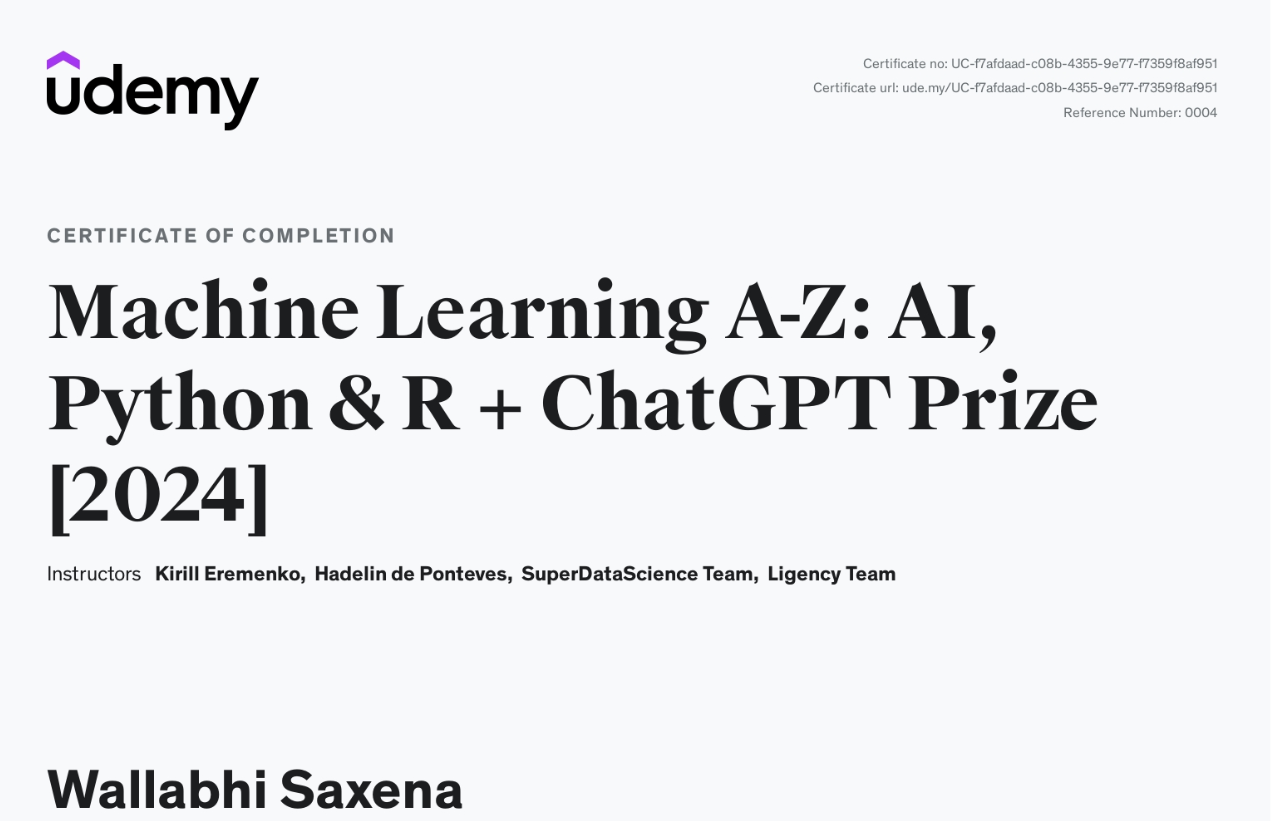 udemy
Certificate no: UC-f7afdaad-c08b-4355-9e77-f7359f8af951
Certificate url: ude.my/UC-f7afdaad-c08b-4355-9e77-f7359f8af951
Reference Number: 0004
CERTIFICATE OF COMPLETION
Machine Learning A-Z: AI,
Python & R + ChatGPT Prize
[2024]
Instructors Kirill Eremenko, Hadelin de Ponteves, SuperDataScience Team, Ligency Team
Wallabhi Saxena